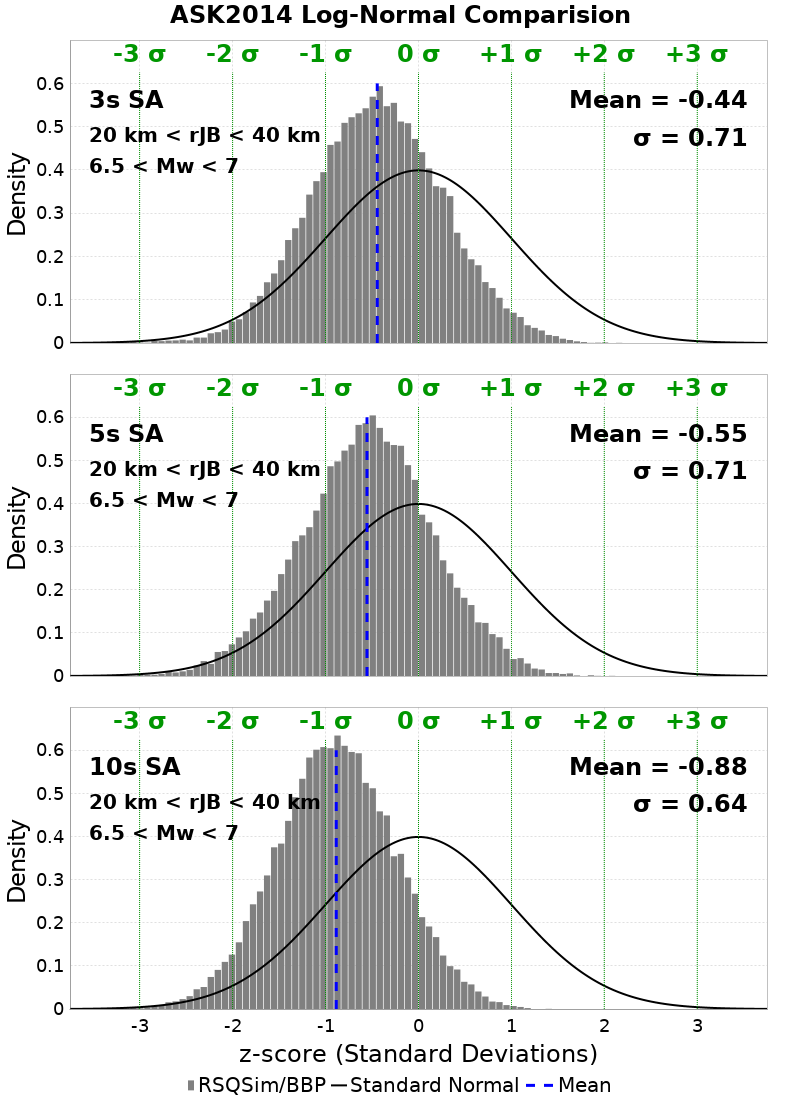 ASK2014 Log-Normal Comparision
-3 σ -2 σ -1 σ 0 σ +1 σ +2 σ +3 σ
0.6
3s SA Mean = -0.44
0.5
20 km < rJB < 40 km σ = 0.71
6.5 < Mw < 7
0.4
0.3
0.2
0.1
0
Density
-3 σ -2 σ -1 σ 0 σ +1 σ +2 σ +3 σ
0.6
5s SA Mean = -0.55
0.5
20 km < rJB < 40 km σ = 0.71
6.5 < Mw < 7
0.4
0.3
0.2
0.1
0
Density
-3 σ -2 σ -1 σ 0 σ +1 σ +2 σ +3 σ
0.6
10s SA Mean = -0.88
0.5
20 km < rJB < 40 km σ = 0.64
6.5 < Mw < 7
0.4
0.3
0.2
0.1
0
Density
-3 -2 -1 0 1 2 3
z-score (Standard Deviations)
RSQSim/BBP Standard Normal Mean